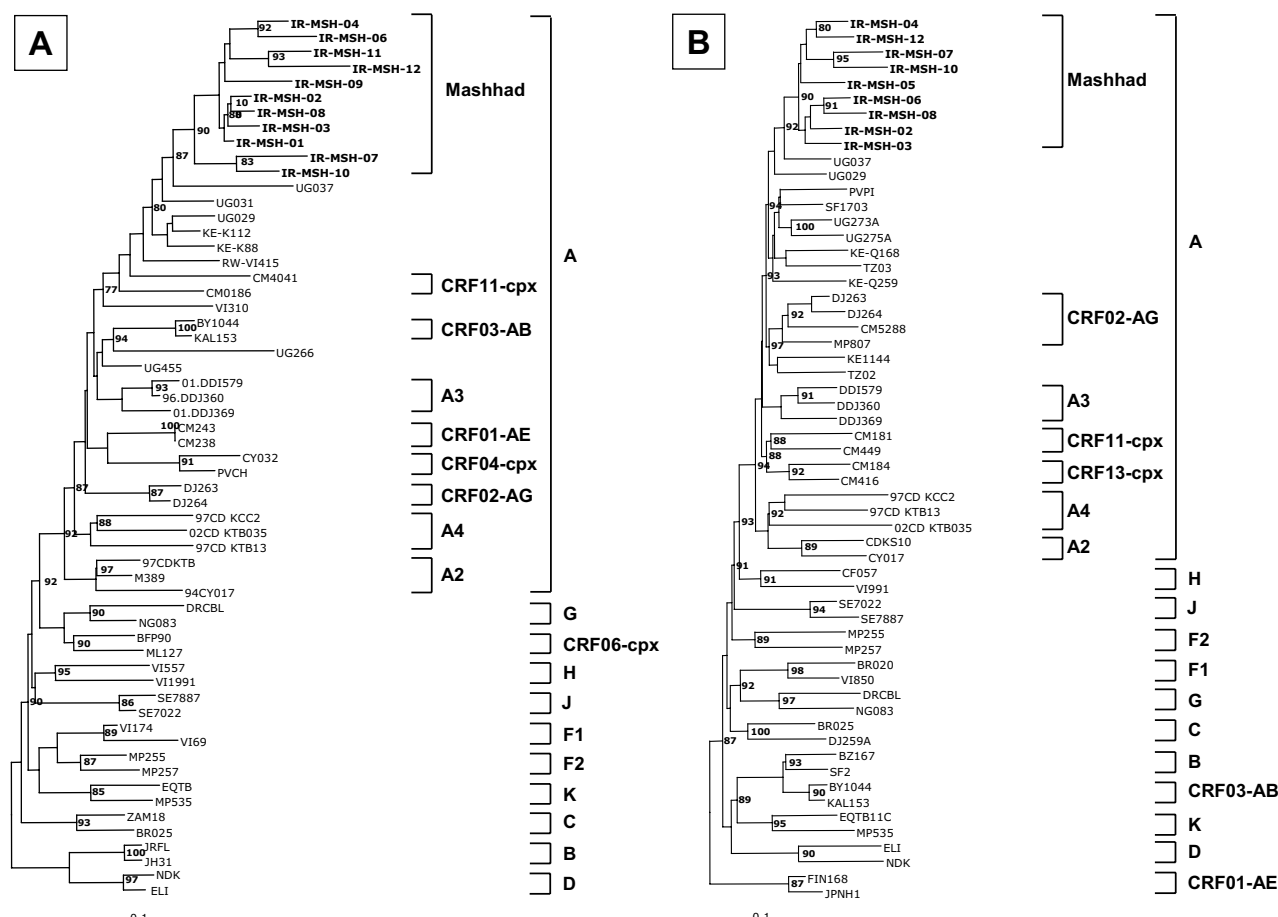 A
92
IR-MSH-04
IR-MSH-06
93
IR-MSH-11
IR-MSH-12
IR-MSH-09
10
IR-MSH-02
IR-MSH-08
IR-MSH-03
IR-MSH-01
90
83
IR-MSH-07
IR-MSH-10
Mashhad
87
UG037
UG031
80
UG029
KE-K112
KE-K88
RW-VI415
CM4041
77
CM0186
CRF11-cpx
VI310
100
BY1044
KAL153
CRF03-AB
94
UG266
UG455
93
01.DDI579
96.DDJ360
01.DDJ369
A3
100
CM243
CM238
CRF01-AE
91
CY032
PVCH
CRF04-cpx
87
87
DJ263
DJ264
CRF02-AG
92
88
97CD KCC2
02CD KTB035
97CD KTB13
A4
97
97CDKTB
M389
94CY017
A2
A
92
90
DRCBL
NG083
G
90
BFP90
ML127
CRF06-cpx
95
VI557
VI1991
H
90
86
SE7887
SE7022
J
89
VI174
VI69
F1
87
MP255
MP257
F2
85
EQTB
MP535
K
93
ZAM18
BR025
C
100
JRFL
JH31
B
97
NDK
ELI
D
0.1
B
80
IR-MSH-04
IR-MSH-12
95
IR-MSH-07
IR-MSH-10
IR-MSH-05
90
91
IR-MSH-06
IR-MSH-08
92
IR-MSH-02
IR-MSH-03
Mashhad
UG037
UG029
PVPI
94
SF1703
100
UG273A
UG275A
KE-Q168
TZ03
93
KE-Q259
92
DJ263
DJ264
CM5288
97
MP807
CRF02-AG
KE1144
TZ02
91
DDI579
DDJ360
DDJ369
A3
88
CM181
CM449
CRF11-cpx
88
94
92
CM184
CM416
CRF13-cpx
93
92
97CD KCC2
97CD KTB13
02CD KTB035
A4
89
CDKS10
CY017
A2
A
91
91
CF057
VI991
H
94
SE7022
SE7887
J
89
MP255
MP257
F2
98
BR020
VI850
F1
92
97
DRCBL
NG083
G
87
100
BR025
DJ259A
C
93
BZ167
SF2
B
89
90
BY1044
KAL153
CRF03-AB
95
EQTB11C
MP535
K
90
ELI
NDK
D
87
FIN168
JPNH1
CRF01-AE
0.1